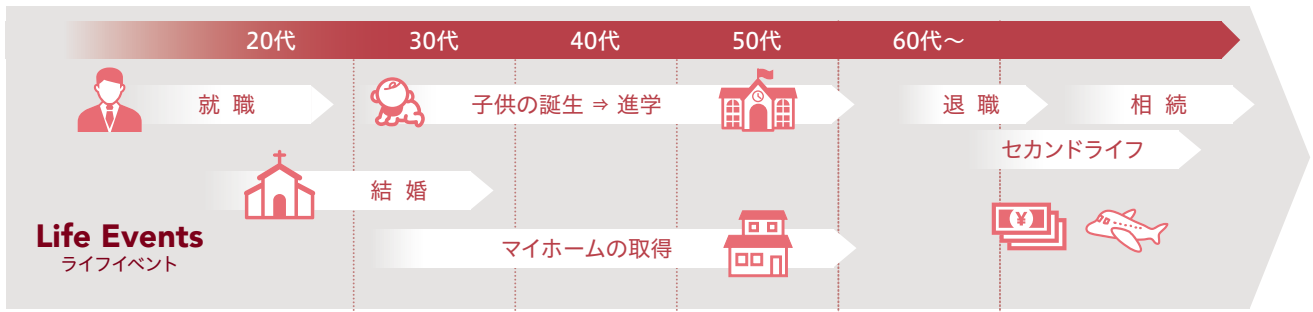 20代 30代 40代 50代 60代〜
就職 子供の誕生 ⇒ 進学 退職 相続
セカンドライフ
結婚
Life Events
マイホームの取得
ライフイベント
¥